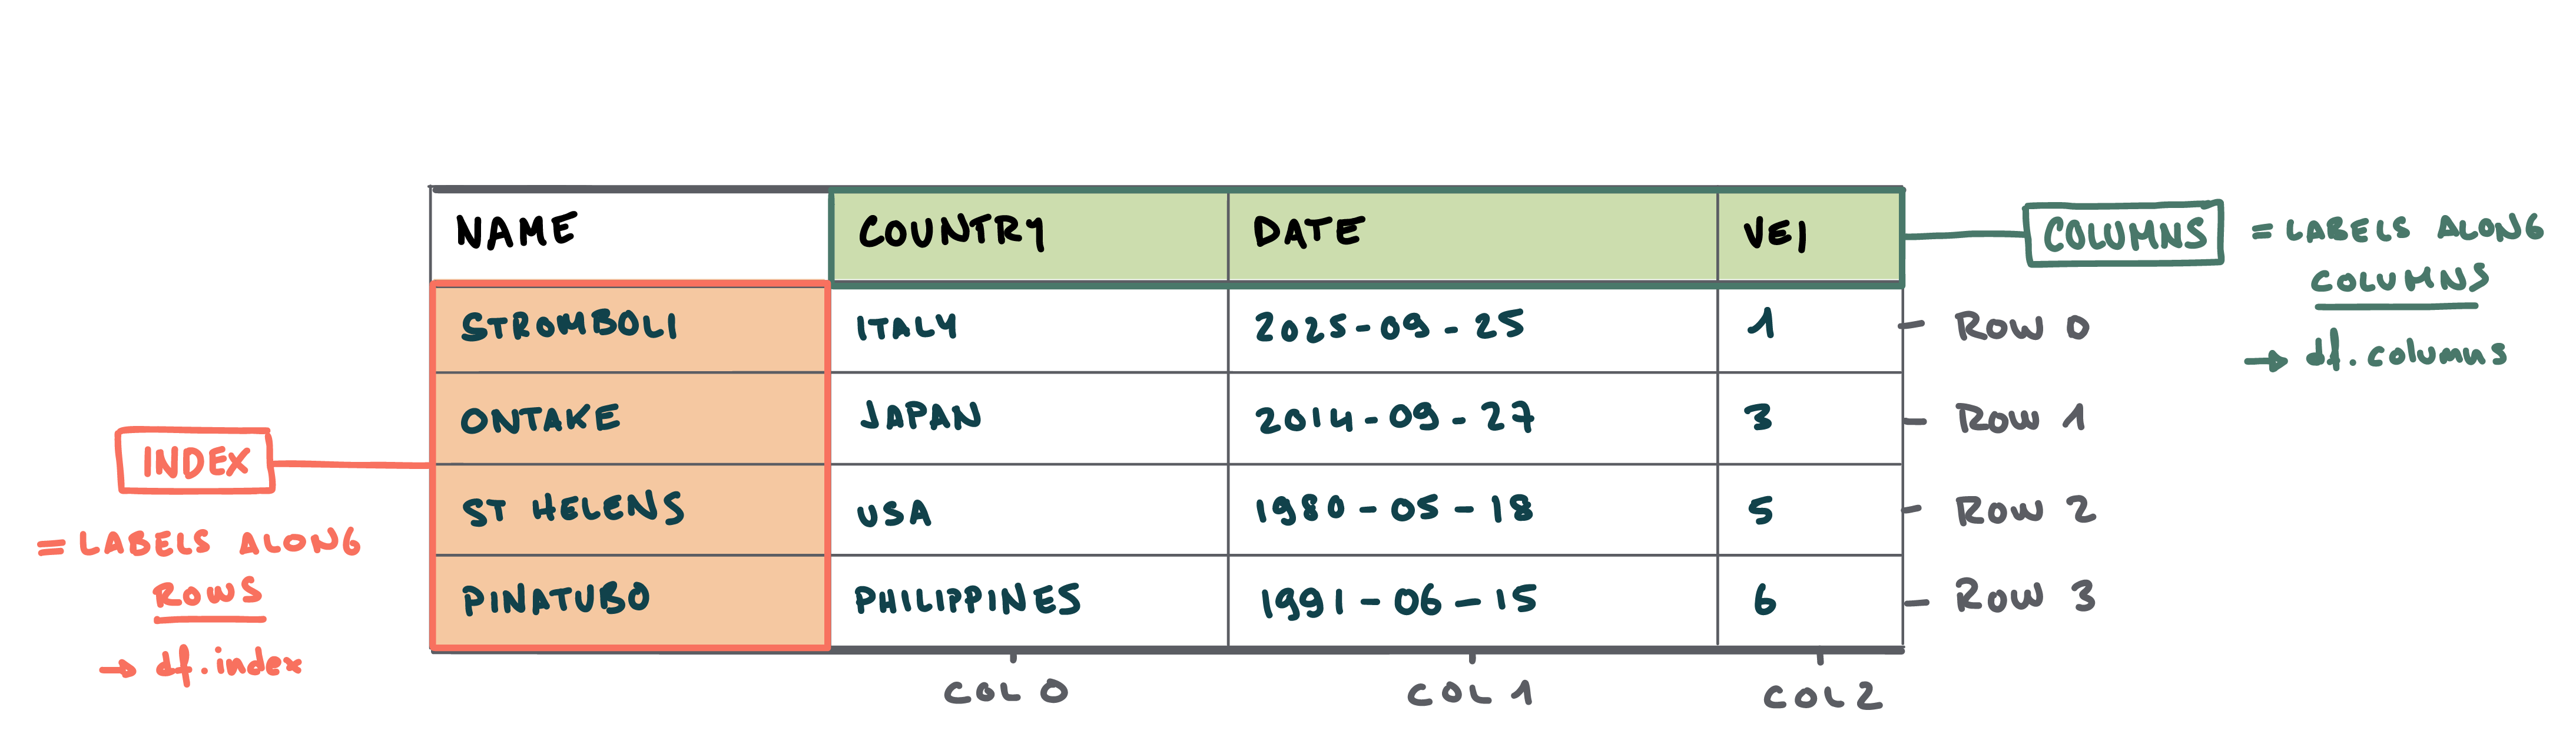 NAME COUNTRY DATE VEI
STROMBOLI ITALY 2025-09-25 1
ONTAKE JAPAN 2014-09-27 3
ST HELENS USA 1980-05-18 5
PINATUBO PHILIPPINES 1991-06-15 6
INDEX
= LABELS ALONG
ROWS
→ df.index
COLUMNS
= LABELS ALONG
COLUMNS
→ df.columns
ROW 0
ROW 1
ROW 2
ROW 3
COL 0
COL 1
COL 2